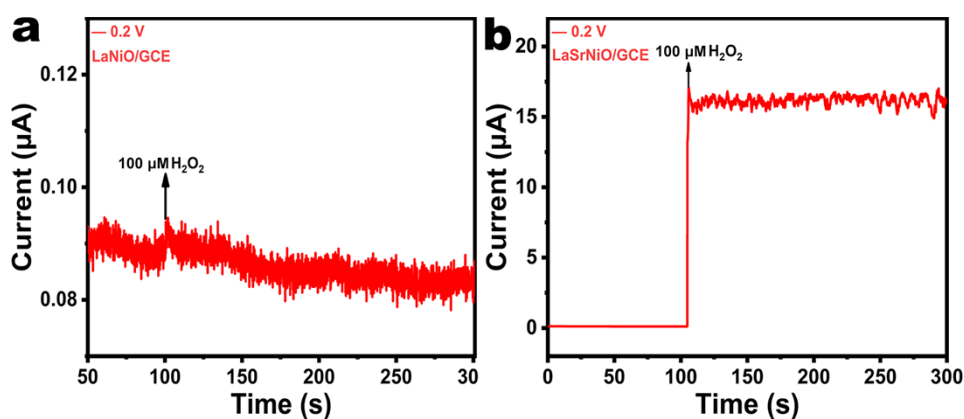 a
— 0.2 V
LaNiO/GCE
100 µM H₂O₂
0.12
0.10
0.08
Current (µA)
50 100 150 200 250 30
Time (s)
b
— 0.2 V
LaSrNiO/GCE
100 µM H₂O₂
20
15
10
5
0
Current (µA)
0 50 100 150 200 250 300
Time (s)